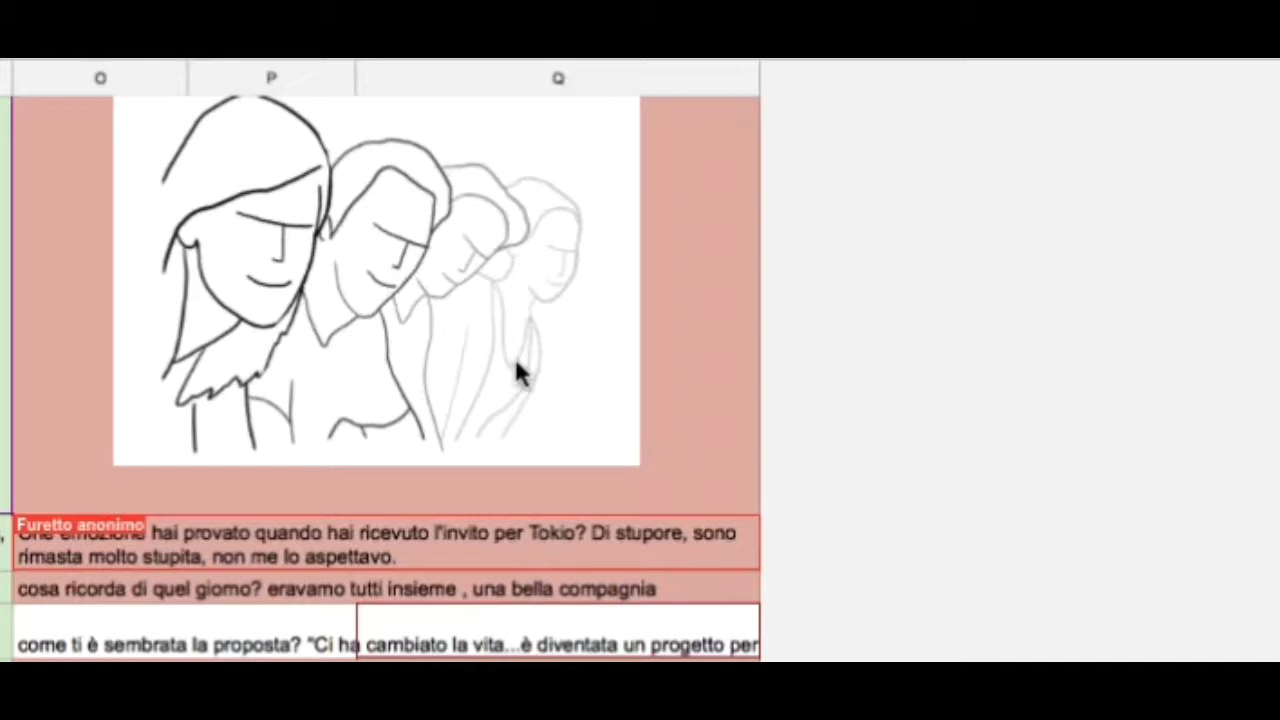 O P Q
Furetto anonimo
hai provato quando hai ricevuto l'invito per Tokio? Di stupore, sono
rimasta molto stupita, non me lo aspettavo.
cosa ricorda di quel giorno? eravamo tutti insieme , una bella compagnia
come ti è sembrata la proposta? "Ci ha cambiato la vita...è diventata un progetto per